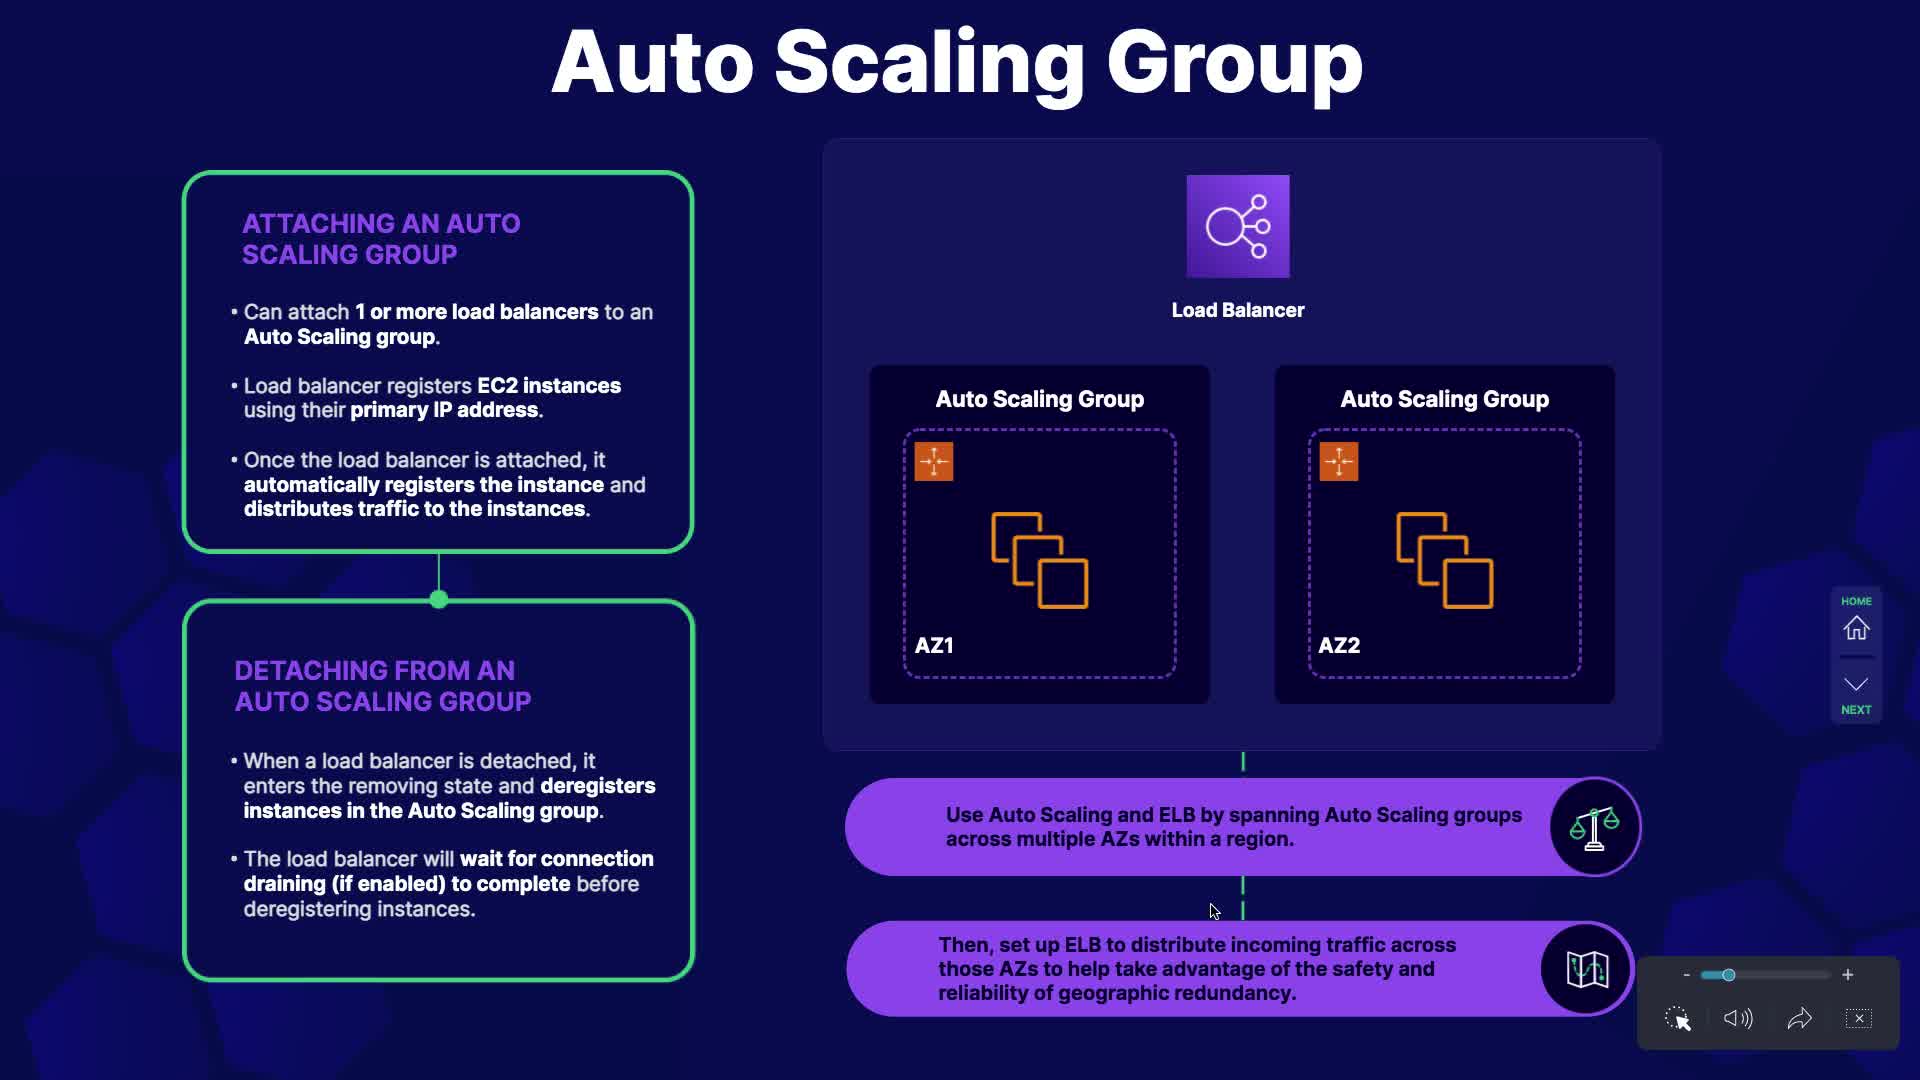 Auto Scaling Group
ATTACHING AN AUTO
SCALING GROUP
• Can attach 1 or more load balancers to an
Auto Scaling group.
• Load balancer registers EC2 instances
using their primary IP address.
• Once the load balancer is attached, it
automatically registers the instance and
distributes traffic to the instances.
DETACHING FROM AN
AUTO SCALING GROUP
• When a load balancer is detached, it
enters the removing state and deregisters
instances in the Auto Scaling group.
• The load balancer will wait for connection
draining (if enabled) to complete before
deregistering instances.
Load Balancer
Auto Scaling Group
AZ1
Auto Scaling Group
AZ2
Use Auto Scaling and ELB by spanning Auto Scaling groups
across multiple AZs within a region.
Then, set up ELB to distribute incoming traffic across
those AZs to help take advantage of the safety and
reliability of geographic redundancy.
HOME
NEXT
- +